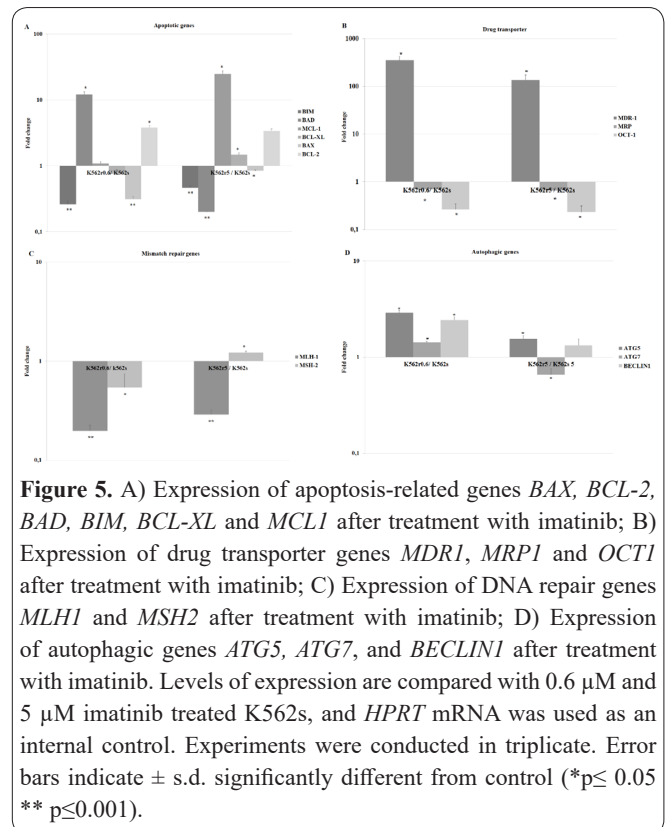 A
Apoptotic genes
100
10
1
0,1
Fold change
K562r0.6/ K562s
K562r5 / K562s
*
**
*
**
**
**
*
*
BIM
BAD
MCL-1
BCL-XL
BAX
BCL-2
B
Drug transporter
1000
100
10
1
0,1
Fold change
K562r0.6/ K562s
K562r5 / K562s
*
*
*
*
*
*
MDR-1
MRP
OCT-1
C
Mismatch repair genes
10
1
0,1
Fold change
K562r0.6/ k562s
K562r5 / K562s
**
*
**
*
MLH-1
MSH-2
D
Autophagic genes
10
1
0.1
Fold change
K562r0.6/ K562s
K562r5 / K562s 5
*
*
*
*
*
ATG5
ATG7
BECLIN1
Figure 5. A) Expression of apoptosis-related genes BAX, BCL-2,
BAD, BIM, BCL-XL and MCL1 after treatment with imatinib; B)
Expression of drug transporter genes MDR1, MRP1 and OCT1
after treatment with imatinib; C) Expression of DNA repair genes
MLH1 and MSH2 after treatment with imatinib; D) Expression
of autophagic genes ATG5, ATG7, and BECLIN1 after treatment
with imatinib. Levels of expression are compared with 0.6 µM and
5 µM imatinib treated K562s, and HPRT mRNA was used as an
internal control. Experiments were conducted in triplicate. Error
bars indicate ± s.d. significantly different from control (*p≤ 0.05
** p≤0.001).